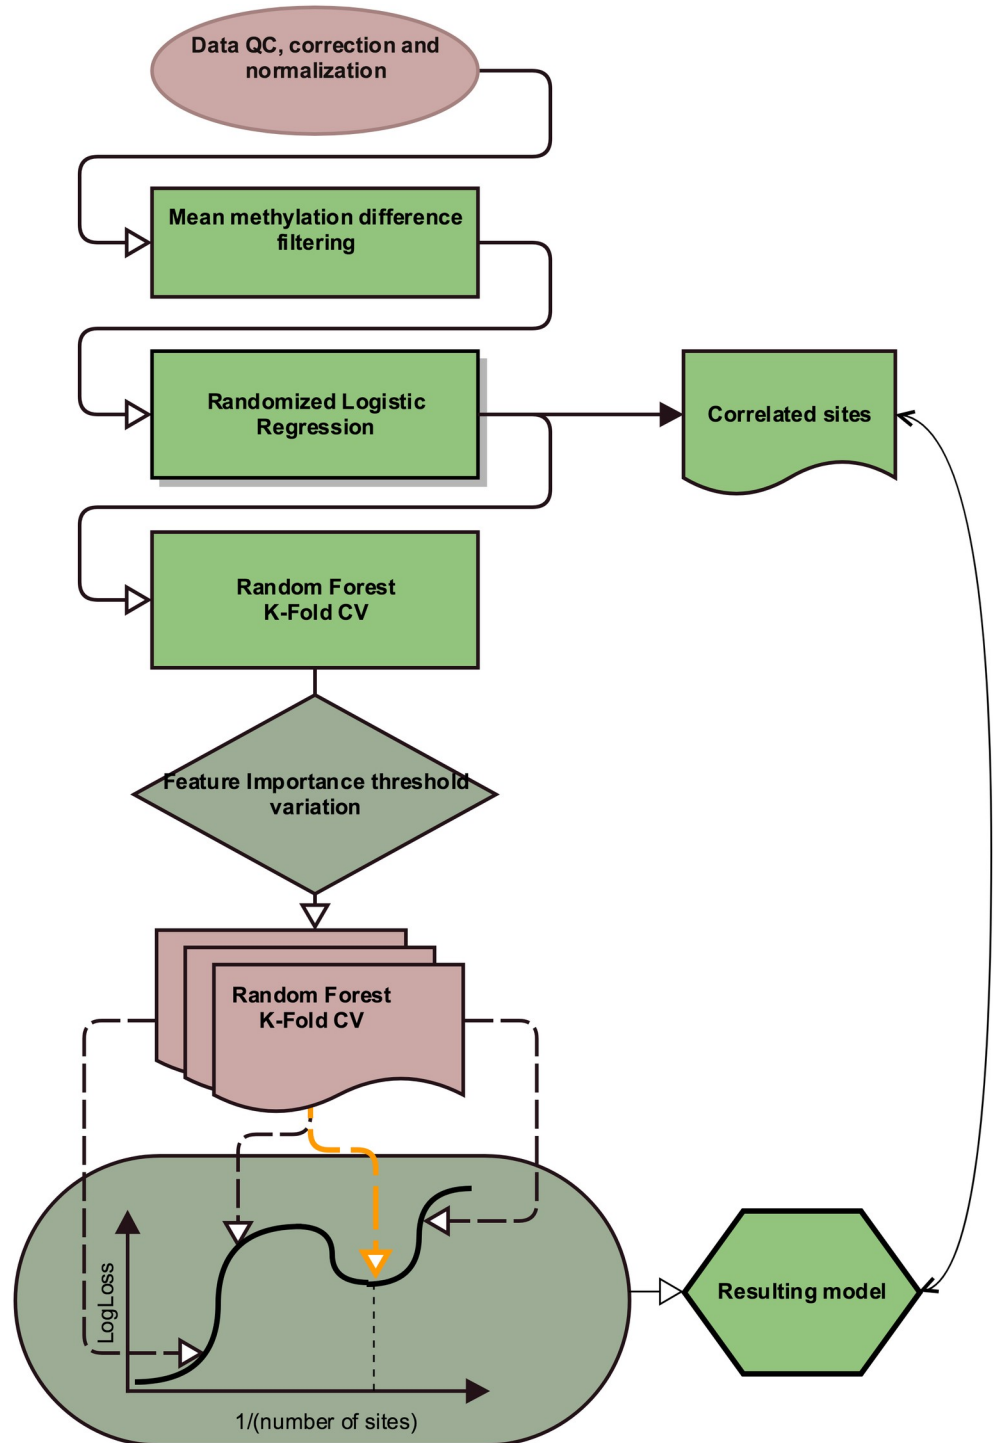 Data QC, correction and
normalization
Mean methylation difference
filtering
Randomized Logistic
Regression
Correlated sites
Random Forest
K-Fold CV
Feature Importance threshold
variation
Random Forest
K-Fold CV
LogLoss
1/(number of sites)
Resulting model